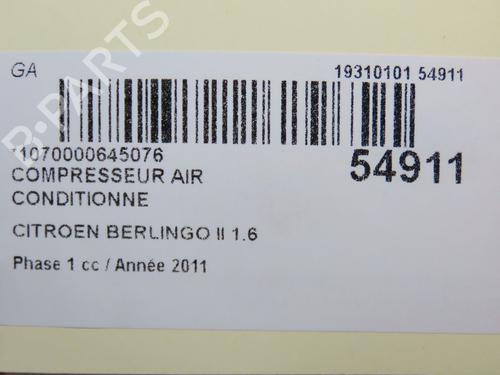 GA
19310101 54911
*1070000645076
54911
COMPRESSEUR AIR
CONDITIONNE
CITROEN BERLINGO II 1.6
Phase 1 cc / Année 2011
B-PARTS